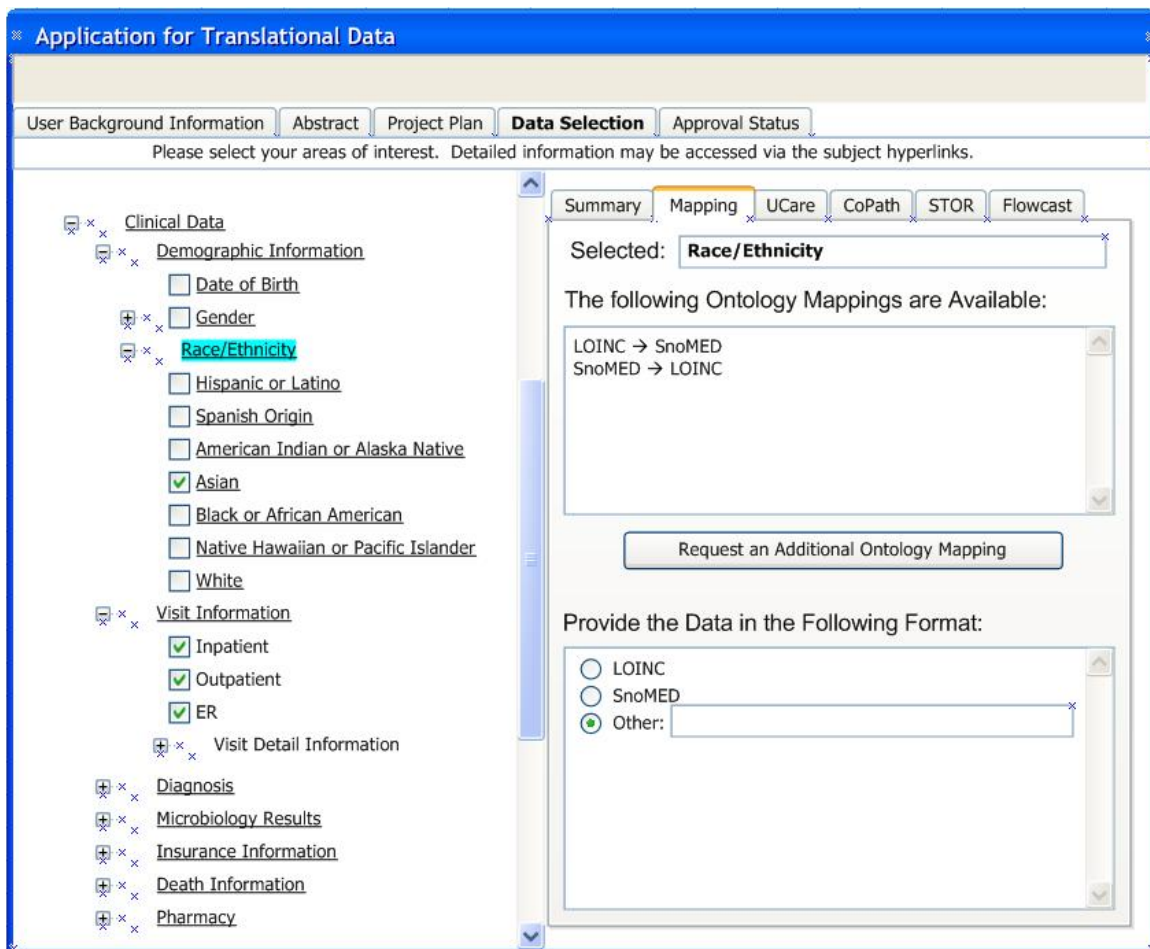 Application for Translational Data
User Background Information
Abstract
Project Plan
Data Selection
Approval Status
Please select your areas of interest. Detailed information may be accessed via the subject hyperlinks.
Clinical Data
Demographic Information
Date of Birth
Gender
Race/Ethnicity
Hispanic or Latino
Spanish Origin
American Indian or Alaska Native
Asian
Black or African American
Native Hawaiian or Pacific Islander
White
Visit Information
Inpatient
Outpatient
ER
Visit Detail Information
Diagnosis
Microbiology Results
Insurance Information
Death Information
Pharmacy
Summary
Mapping
UCare
CoPath
STOR
Flowcast
Selected: Race/Ethnicity
The following Ontology Mappings are Available:
LOINC → SnoMED
SnoMED → LOINC
Request an Additional Ontology Mapping
Provide the Data in the Following Format:
LOINC
SnoMED
Other: